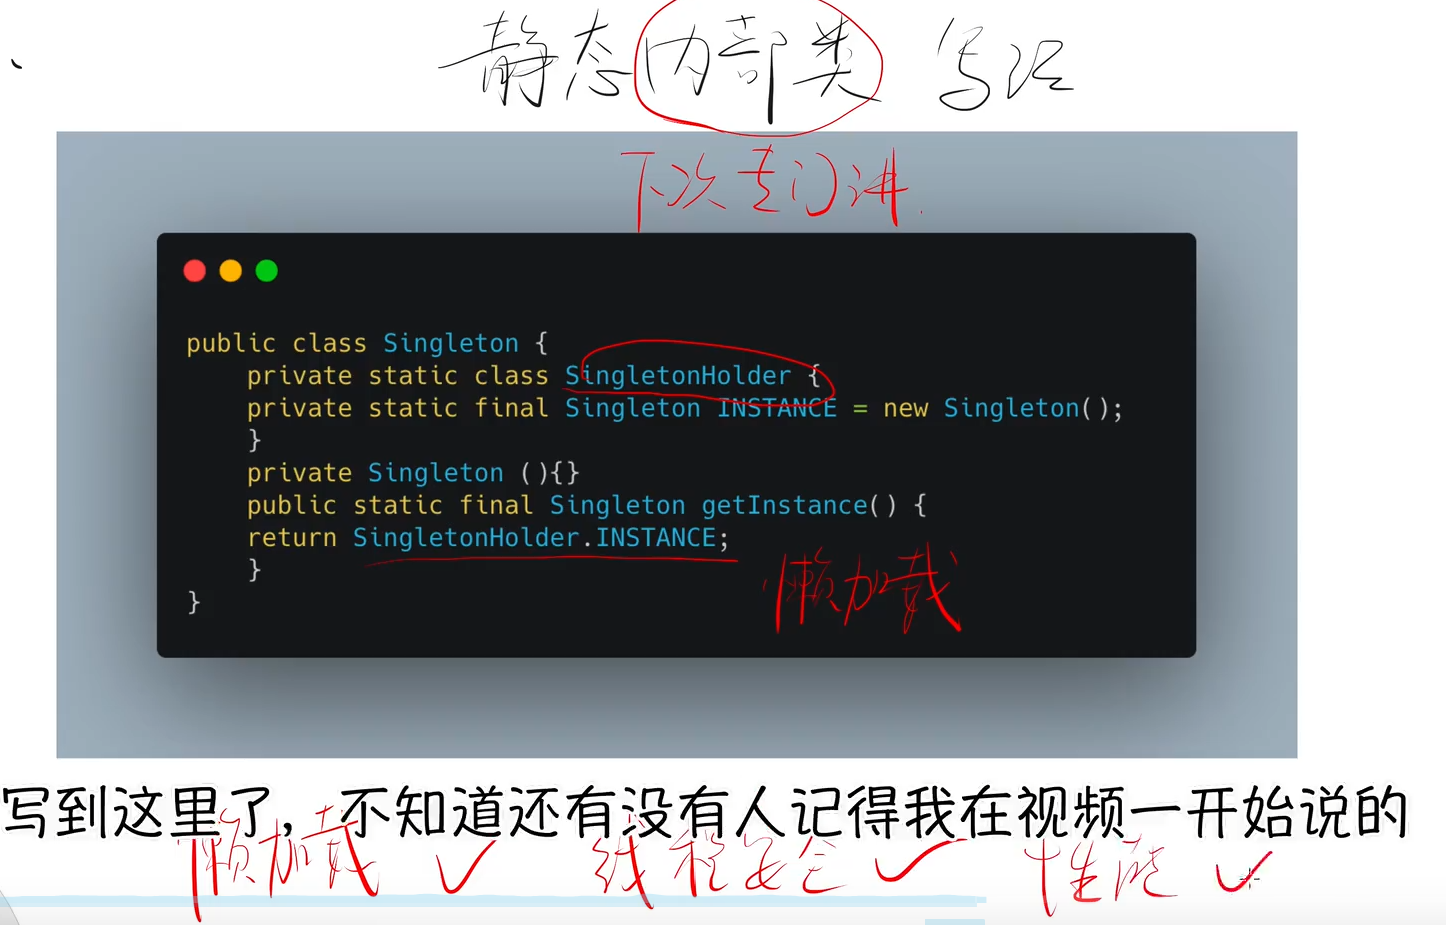 静态内部类 写法
下次专门讲.
public class Singleton {
private static class SingletonHolder {
private static final Singleton INSTANCE = new Singleton();
}
private Singleton (){}
public static final Singleton getInstance() {
return SingletonHolder.INSTANCE;
}
}
懒加载
写到这里了，不知道还有没有人记得我在视频一开始说的
懒加载 ✓ 线程安全 ✓ 性能 ✓